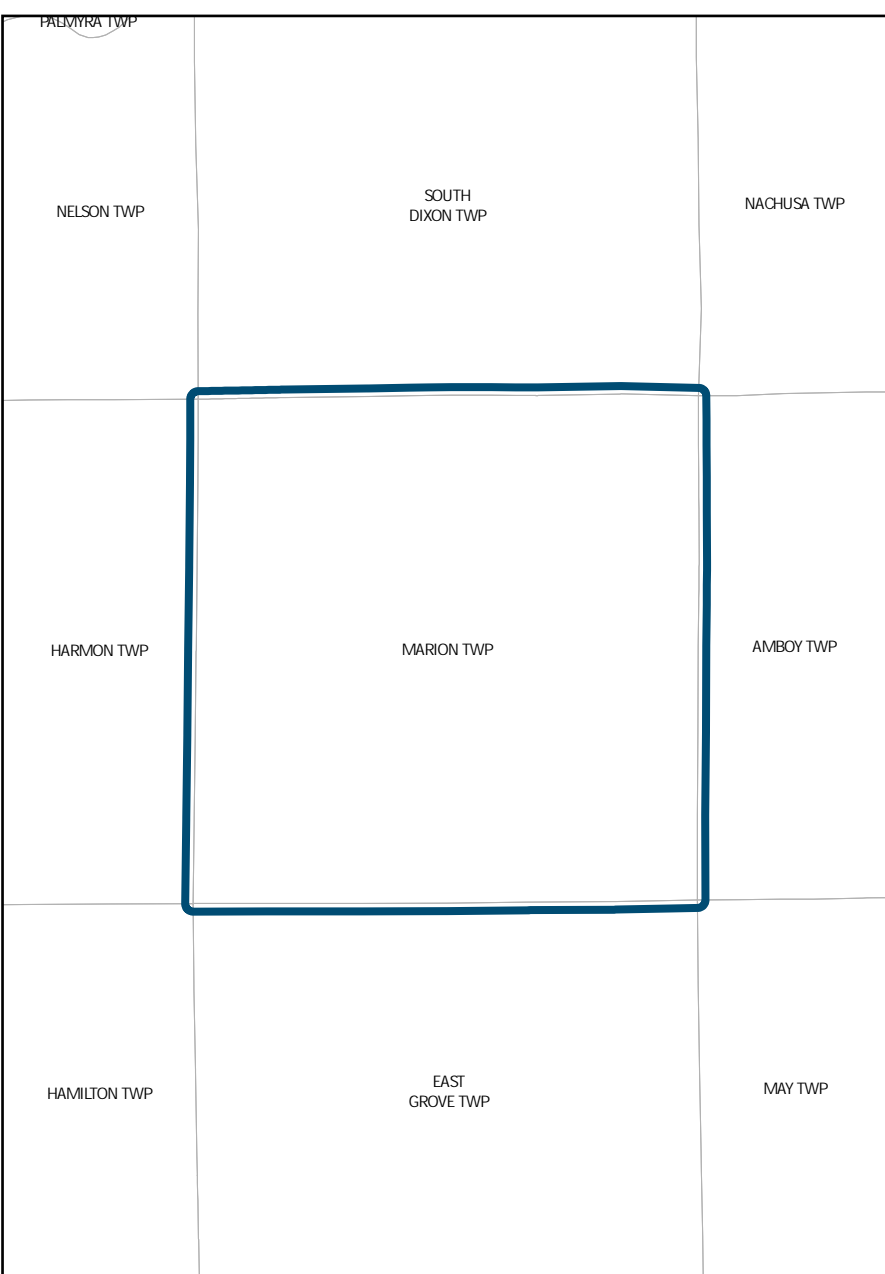 PALMYRA TWP
NELSON TWP
SOUTH
DIXON TWP
NACHUSA TWP
HARMON TWP
MARION TWP
AMBOY TWP
HAMILTON TWP
EAST
GROVE TWP
MAY TWP